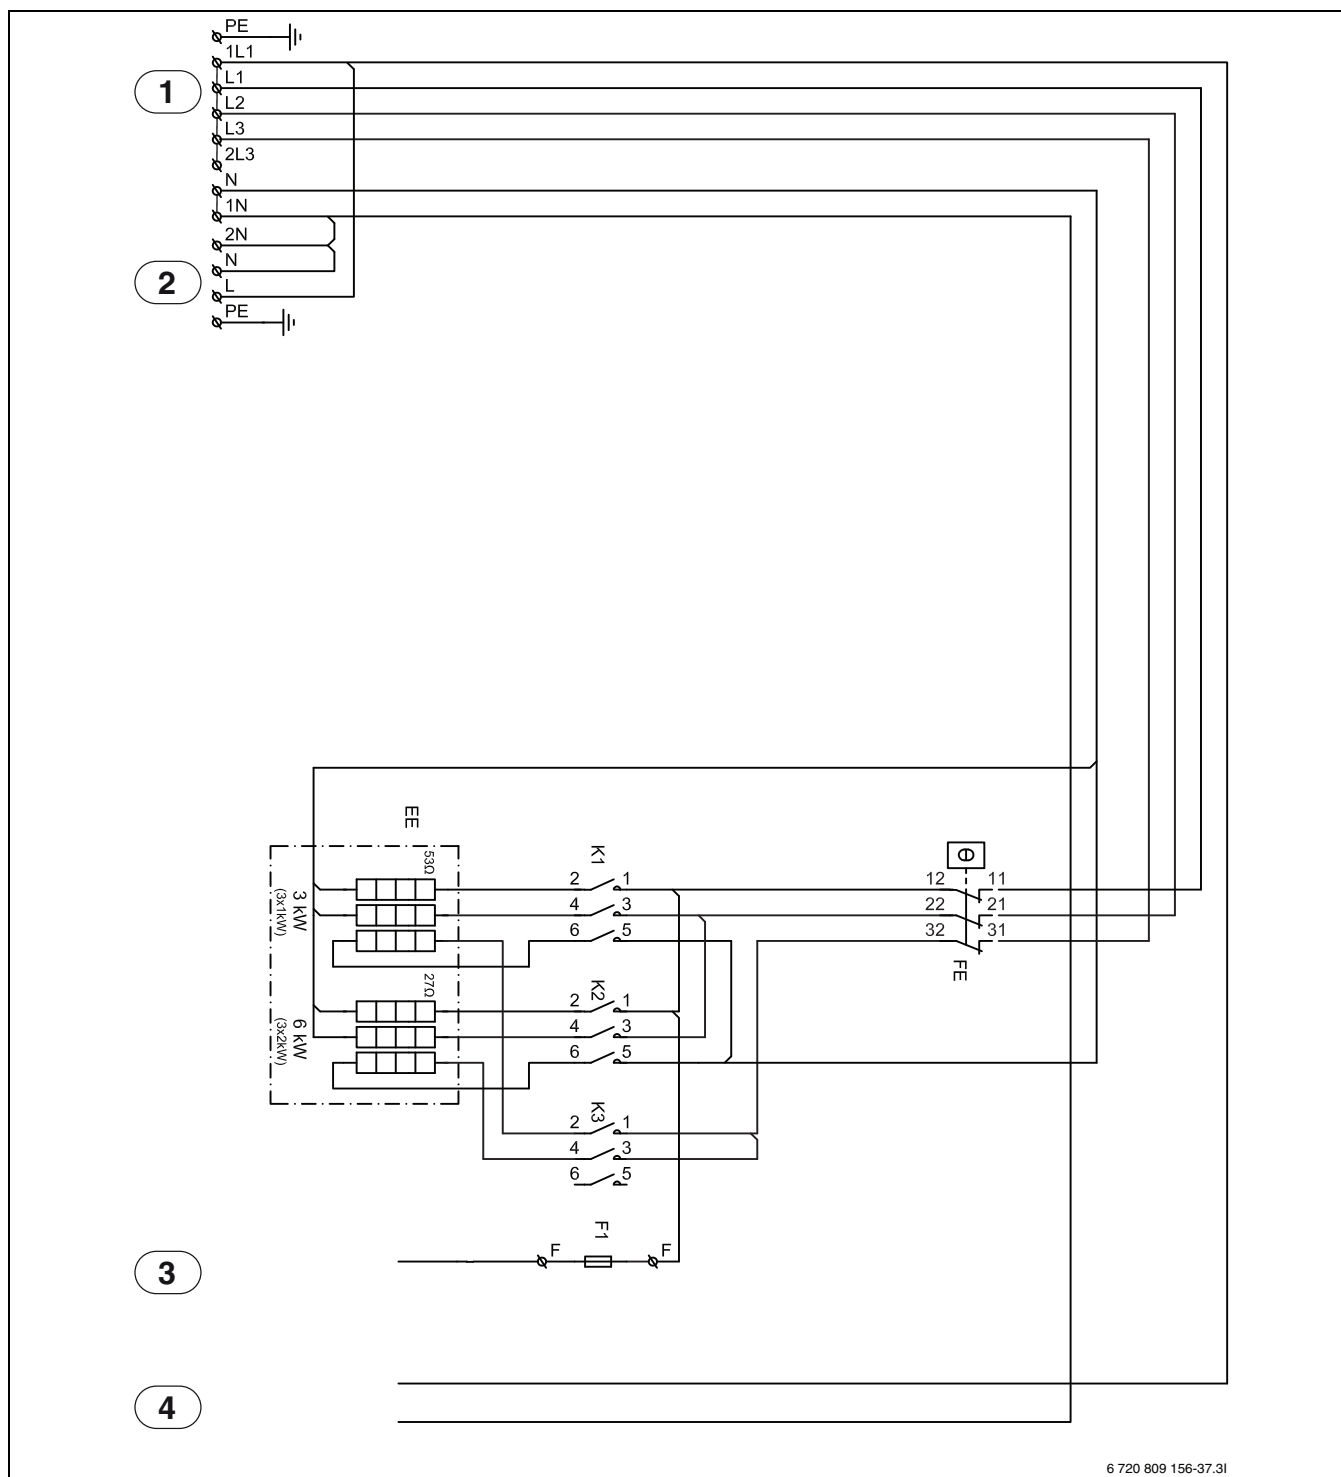 PE
1L1
1
L1
L2
L3
2L3
N
1N
2N
N
2
L
PE
EE
53Ω
3 kW
(3x1kW)
27Ω
6 kW
(3x2kW)
K1
2 1
4 3
6 5
K2
2 1
4 3
6 5
K3
2 1
4 3
6 5
θ
12 11
22 21
32 31
FE
F1
F F
3
4
6 720 809 156-37.3I